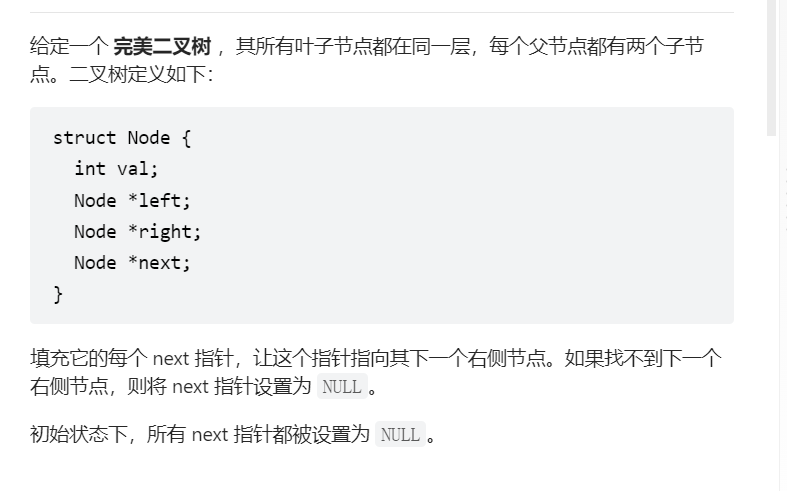 给定一个 完美二叉树 ，其所有叶子节点都在同一层，每个父节点都有两个子节
点。二叉树定义如下：
struct Node {
  int val;
  Node *left;
  Node *right;
  Node *next;
}
填充它的每个 next 指针，让这个指针指向其下一个右侧节点。如果找不到下一个
右侧节点，则将 next 指针设置为 NULL。
初始状态下，所有 next 指针都被设置为 NULL。